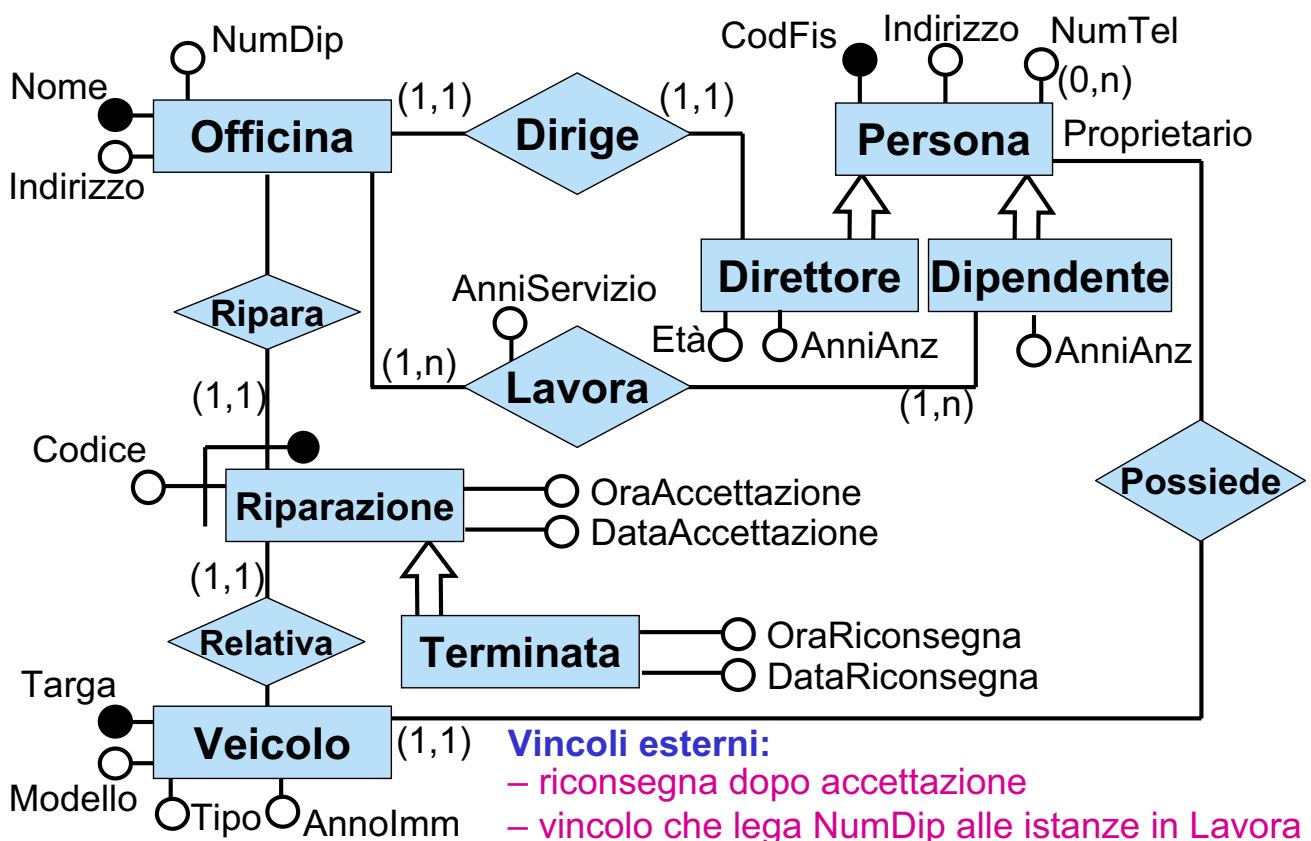 NumDip
Nome
Officina
Indirizzo
(1,1)
Dirige
(1,1)
CodFis
Indirizzo
NumTel
(0,n)
Persona
Proprietario
Direttore
Dipendente
Età
AnniAnz
AnniAnz
Ripara
AnniServizio
(1,n)
Lavora
(1,n)
(1,1)
Codice
Riparazione
OraAccettazione
DataAccettazione
Possiede
(1,1)
Relativa
Terminata
OraRiconsegna
DataRiconsegna
Targa
Veicolo
(1,1)
Modello
Tipo
AnnoImm
Vincoli esterni:
– riconsegna dopo accettazione
– vincolo che lega NumDip alle istanze in Lavora